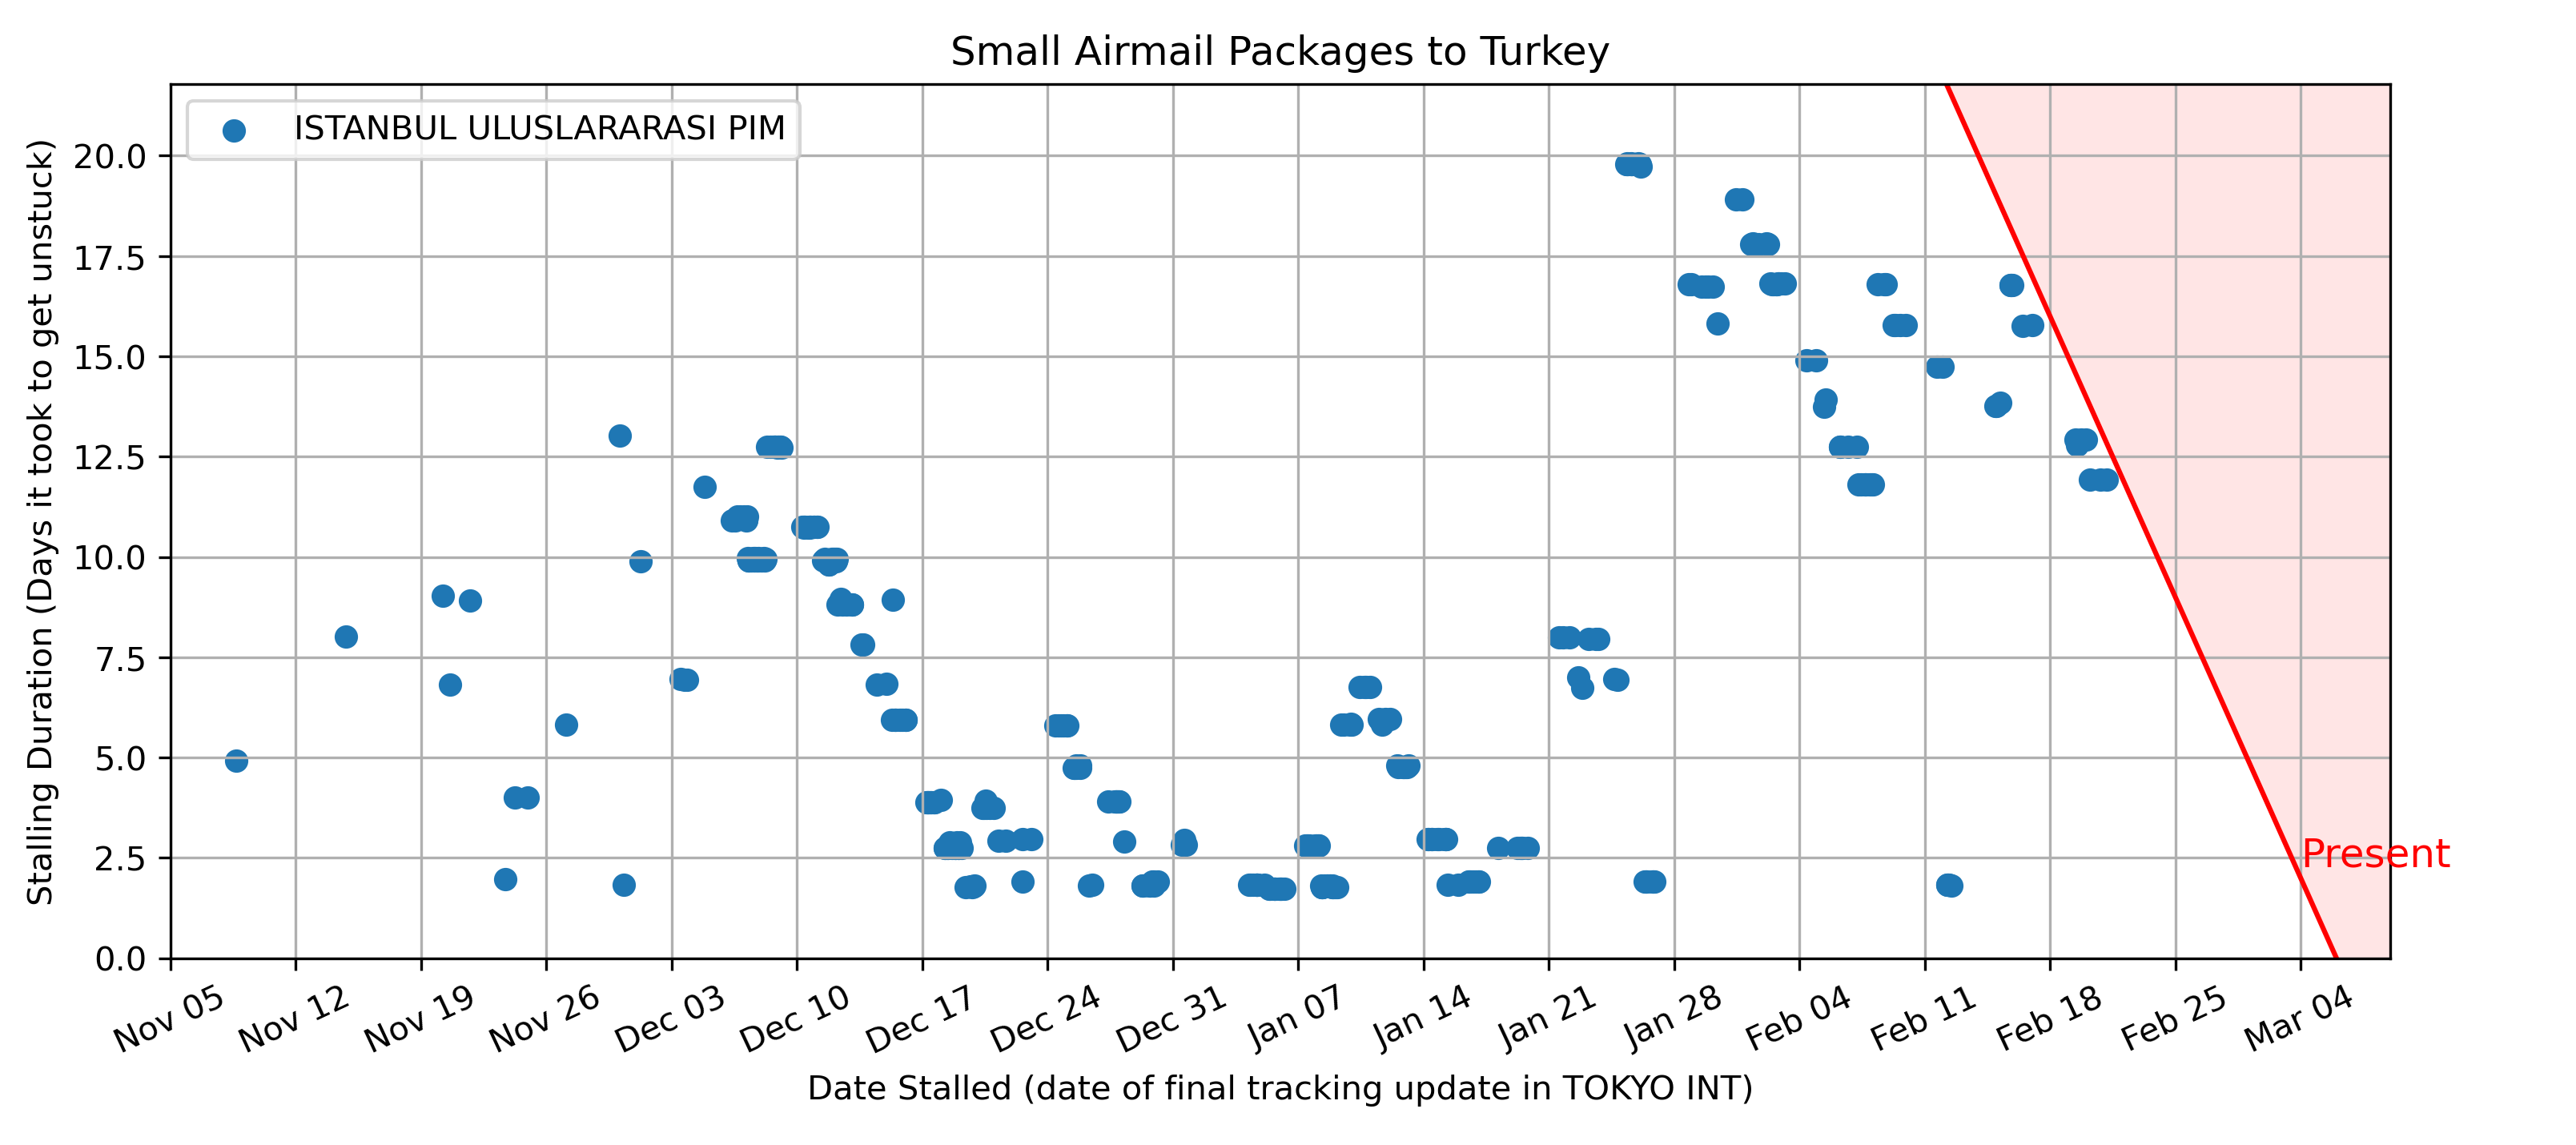 Small Airmail Packages to Turkey
ISTANBUL ULUSLARARASI PIM
Stalling Duration (Days it took to get unstuck)
20.0
17.5
15.0
12.5
10.0
7.5
5.0
2.5
0.0
Present
Nov 05
Nov 12
Nov 19
Nov 26
Dec 03
Dec 10
Dec 17
Dec 24
Dec 31
Jan 07
Jan 14
Jan 21
Jan 28
Feb 04
Feb 11
Feb 18
Feb 25
Mar 04
Date Stalled (date of final tracking update in TOKYO INT)